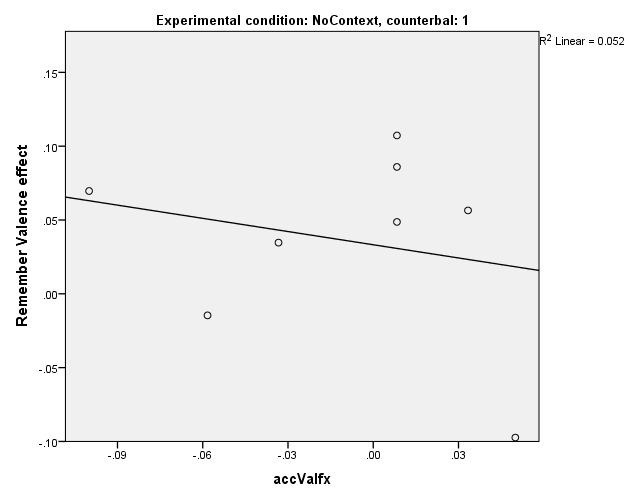 Experimental condition: NoContext, counterbal: 1
R² Linear = 0.052
.15
.10
.05
.00
-.05
-.10
Remember Valence effect
-.09 -.06 -.03 .00 .03
accValfx